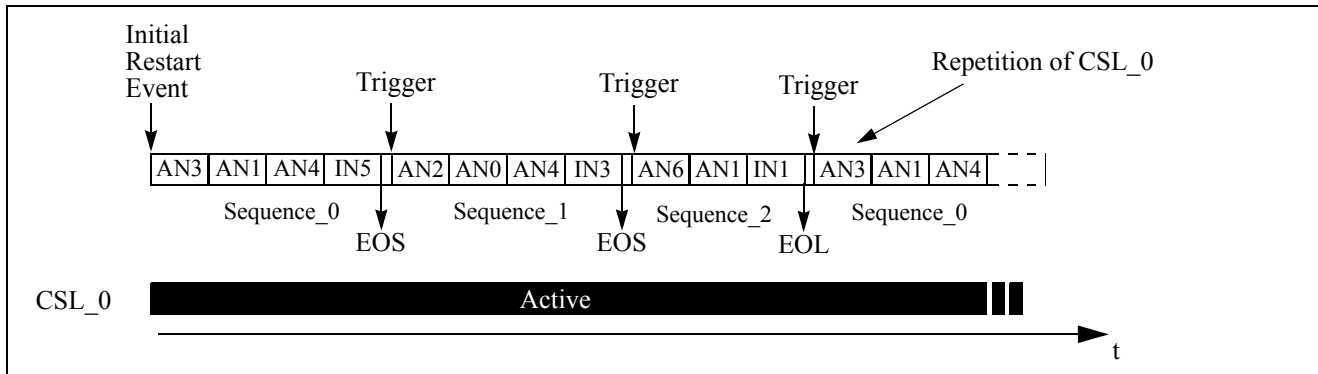 Initial
Restart
Event
Trigger
Trigger
Trigger
Repetition of CSL_0
AN3 AN1 AN4 IN5 AN2 AN0 AN4 IN3 AN6 AN1 IN1 AN3 AN1 AN4
Sequence_0 Sequence_1 Sequence_2 Sequence_0
EOS EOS EOL
CSL_0 Active
t